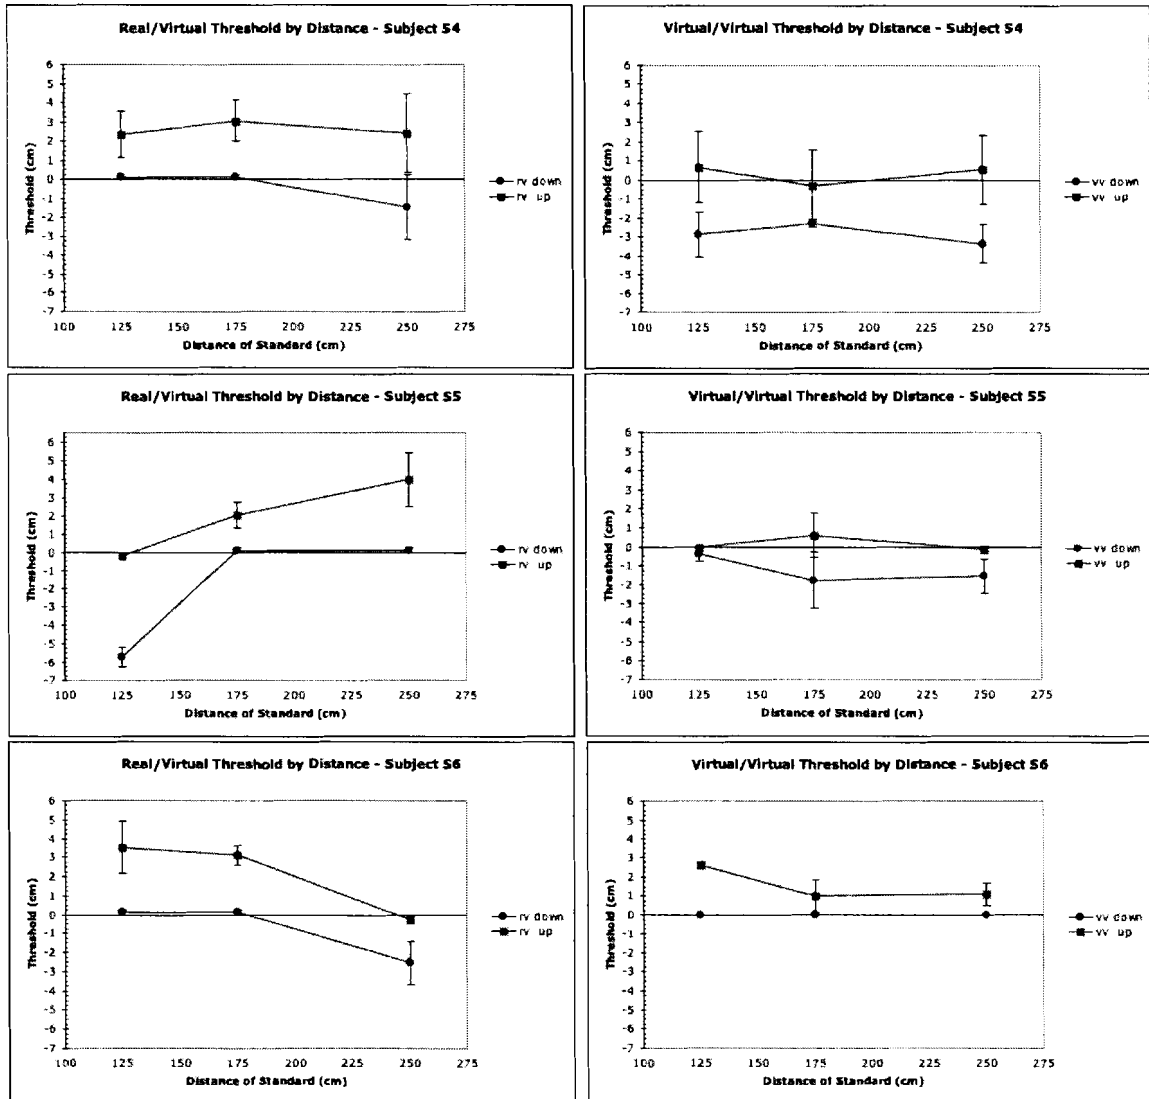 Real/Virtual Threshold by Distance - Subject S4
6
5
4
3
2
1
0
-1
-2
-3
-4
-5
-6
-7
Threshold (cm)
rv down
rv up
100 125 150 175 200 225 250 275
Distance of Standard (cm)
Virtual/Virtual Threshold by Distance - Subject S4
6
5
4
3
2
1
0
-1
-2
-3
-4
-5
-6
-7
Threshold (cm)
vv down
vv up
100 125 150 175 200 225 250 275
Distance of Standard (cm)
Real/Virtual Threshold by Distance - Subject S5
6
5
4
3
2
1
0
-1
-2
-3
-4
-5
-6
-7
Threshold (cm)
rv down
rv up
100 125 150 175 200 225 250 275
Distance of Standard (cm)
Virtual/Virtual Threshold by Distance - Subject S5
6
5
4
3
2
1
0
-1
-2
-3
-4
-5
-6
-7
Threshold (cm)
vv down
vv up
100 125 150 175 200 225 250 275
Distance of Standard (cm)
Real/Virtual Threshold by Distance - Subject S6
6
5
4
3
2
1
0
-1
-2
-3
-4
-5
-6
-7
Threshold (cm)
rv down
rv up
100 125 150 175 200 225 250 275
Distance of Standard (cm)
Virtual/Virtual Threshold by Distance - Subject S6
6
5
4
3
2
1
0
-1
-2
-3
-4
-5
-6
-7
Threshold (cm)
vv down
vv up
100 125 150 175 200 225 250 275
Distance of Standard (cm)